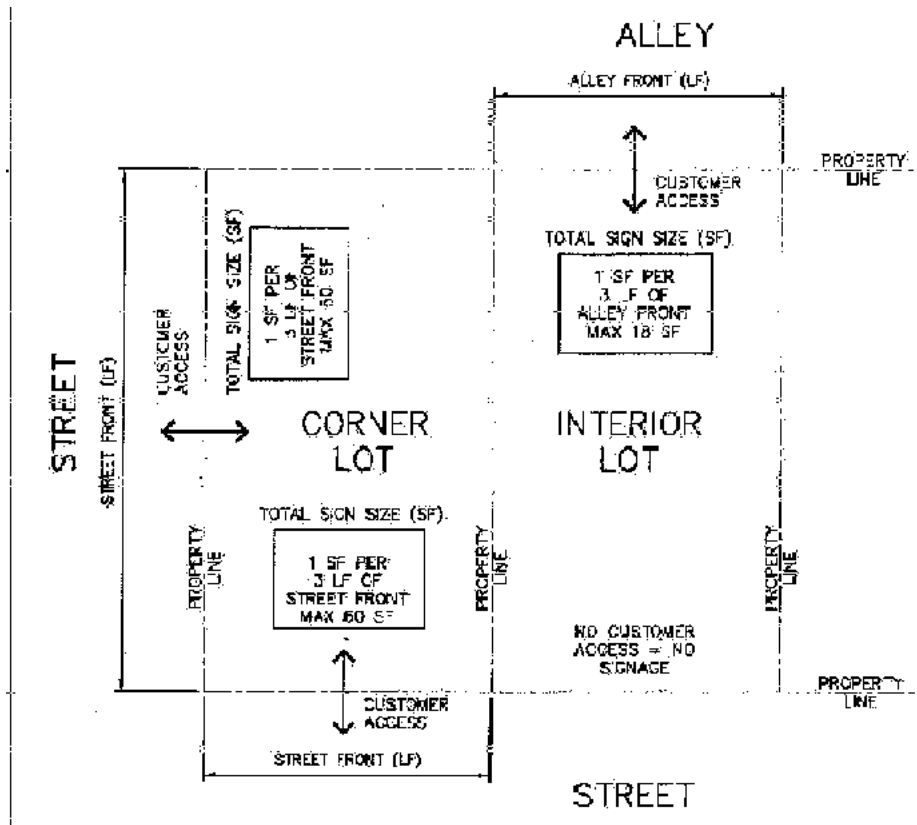 ALLEY
ALLEY FRONT (LF)
CUSTOMER
ACCESS
PROPERTY
LINE
TOTAL SIGN SIZE (SF)
1 SF PER
3 LF OF
STREET FRONT
MAX 60 SF
TOTAL SIGN SIZE (SF).
1 SF PER
3 LF OF
ALLEY FRONT
MAX 18 SF
STREET
STREET FRONT (LF)
CUSTOMER
ACCESS
CORNER
LOT
INTERIOR
LOT
TOTAL SIGN SIZE (SF).
1 SF PER
3 LF OF
STREET FRONT
MAX 60 SF
PROPERTY
LINE
PROPERTY
LINE
PROPERTY
LINE
NO CUSTOMER
ACCESS = NO
SIGNAGE
CUSTOMER
ACCESS
PROPERTY
LINE
STREET FRONT (LF)
STREET